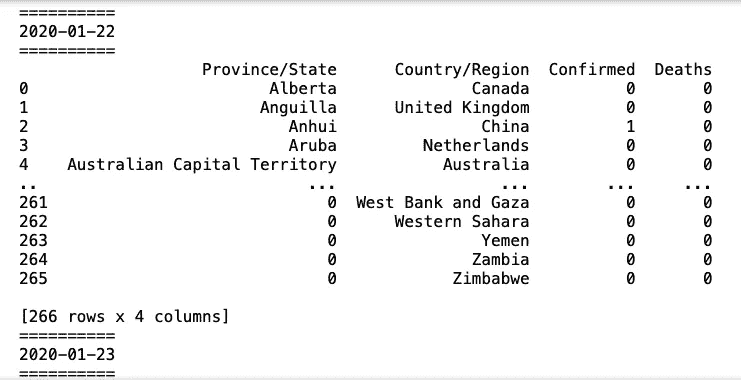 ==========
2020-01-22
==========
Province/State Country/Region Confirmed Deaths
0 Alberta Canada 0 0
1 Anguilla United Kingdom 0 0
2 Anhui China 1 0
3 Aruba Netherlands 0 0
4 Australian Capital Territory Australia 0 0
.. ... ... ... ...
261 0 West Bank and Gaza 0 0
262 0 Western Sahara 0 0
263 0 Yemen 0 0
264 0 Zambia 0 0
265 0 Zimbabwe 0 0
[266 rows x 4 columns]
==========
2020-01-23
==========